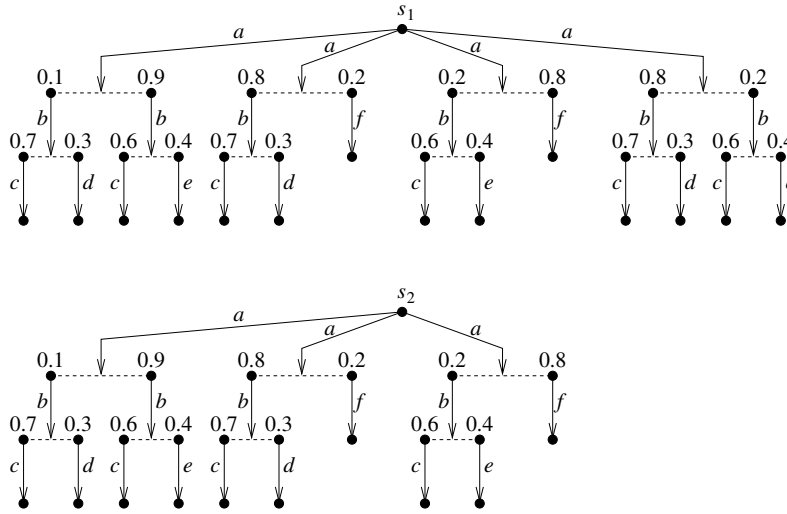 s1
a a a a
0.1 0.9 0.8 0.2 0.2 0.8 0.8 0.2
b b b f b f b b
0.7 0.3 0.6 0.4 0.7 0.3 0.6 0.4 0.7 0.3 0.6 0.4
c d c e c d c e c d c
s2
a a a
0.1 0.9 0.8 0.2 0.2 0.8
b b b f b f
0.7 0.3 0.6 0.4 0.7 0.3 0.6 0.4
c d c e c d c e